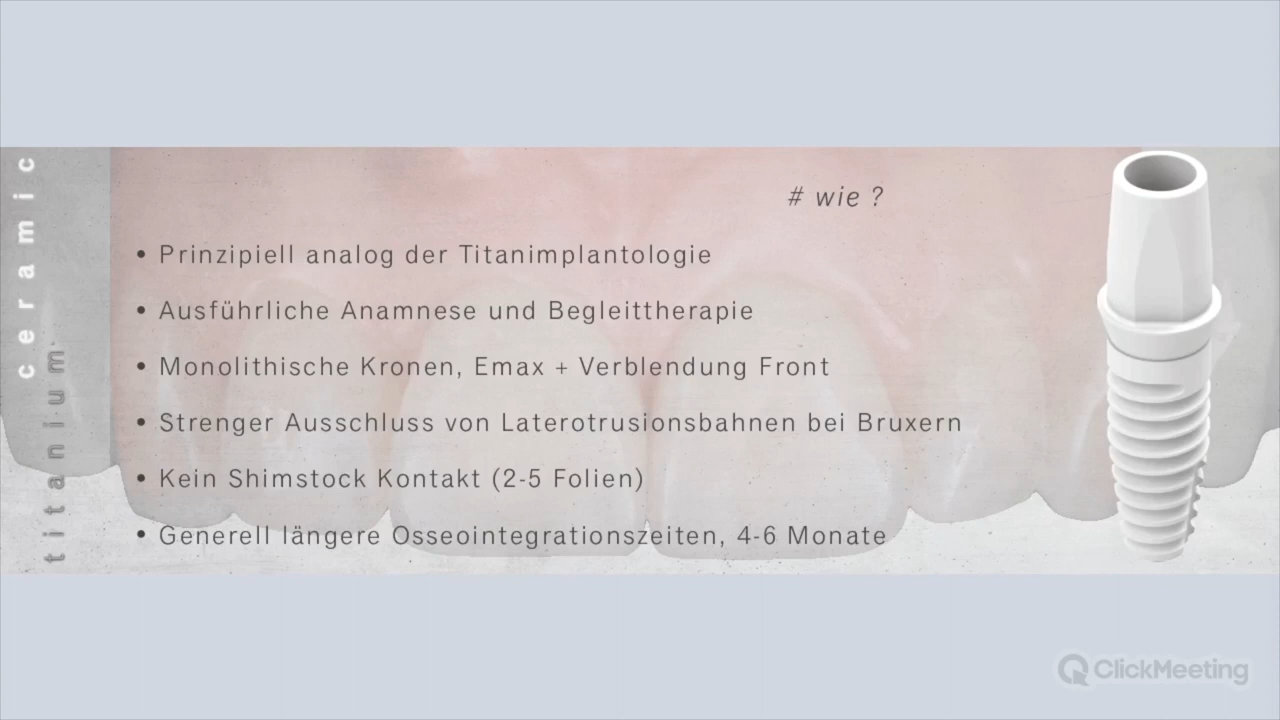 ceramic
titanium
# wie ?
• Prinzipiell analog der Titanimplantologie
• Ausführliche Anamnese und Begleittherapie
• Monolithische Kronen, Emax + Verblendung Front
• Strenger Ausschluss von Laterotrusionsbahnen bei Bruxern
• Kein Shimstock Kontakt (2-5 Folien)
• Generell längere Osseointegrationszeiten, 4-6 Monate
ClickMeeting